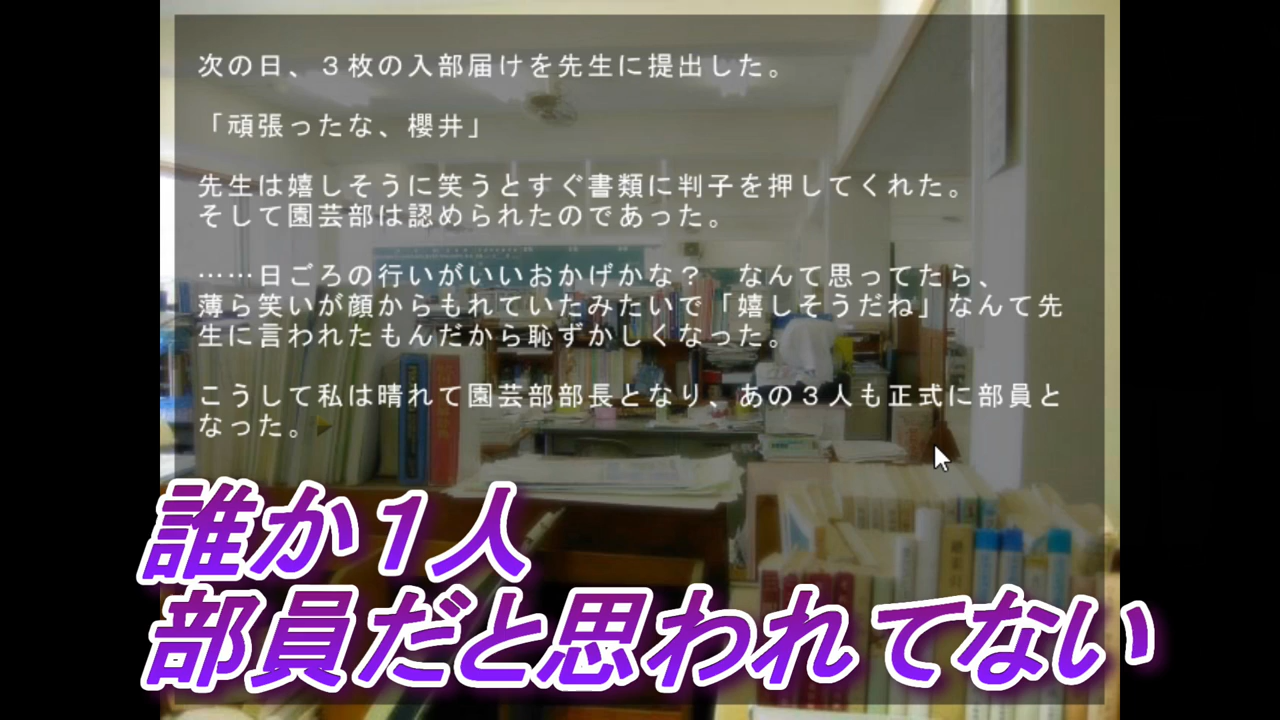 次の日、３枚の入部届けを先生に提出した。
「頑張ったな、櫻井」
先生は嬉しそうに笑うとすぐ書類に判子を押してくれた。
そして園芸部は認められたのであった。
……日ごろの行いがいいおかげかな？　なんて思ってたら、
薄ら笑いが顔からもれていたみたいで「嬉しそうだね」なんて先
生に言われたもんだから恥ずかしくなった。
こうして私は晴れて園芸部部長となり、あの３人も正式に部員と
なった。
誰か１人
部員だと思われてない